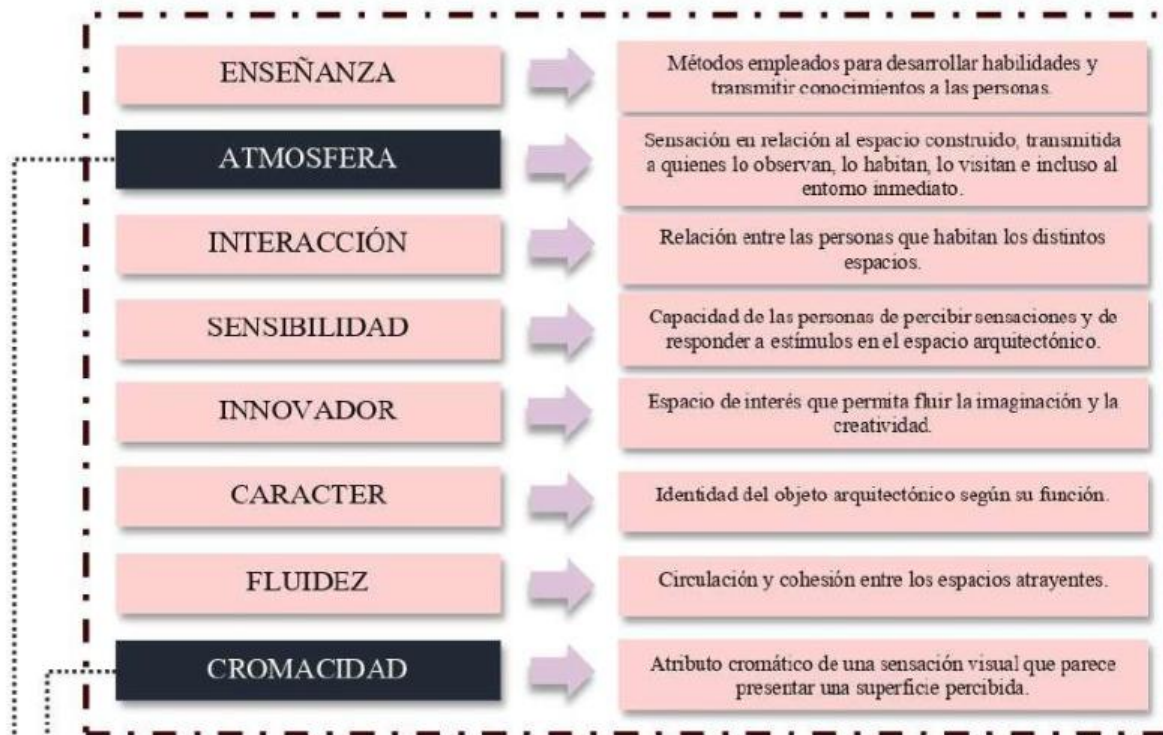 ENSEÑANZA
Métodos empleados para desarrollar habilidades y
transmitir conocimientos a las personas.
ATMOSFERA
Sensación en relación al espacio construido, transmitida
a quienes lo observan, lo habitan, lo visitan e incluso al
entorno inmediato.
INTERACCIÓN
Relación entre las personas que habitan los distintos
espacios.
SENSIBILIDAD
Capacidad de las personas de percibir sensaciones y de
responder a estímulos en el espacio arquitectónico.
INNOVADOR
Espacio de interés que permita fluir la imaginación y la
creatividad.
CARACTER
Identidad del objeto arquitectónico según su función.
FLUIDEZ
Circulación y cohesión entre los espacios atrayentes.
CROMACIDAD
Atributo cromático de una sensación visual que parece
presentar una superficie percibida.